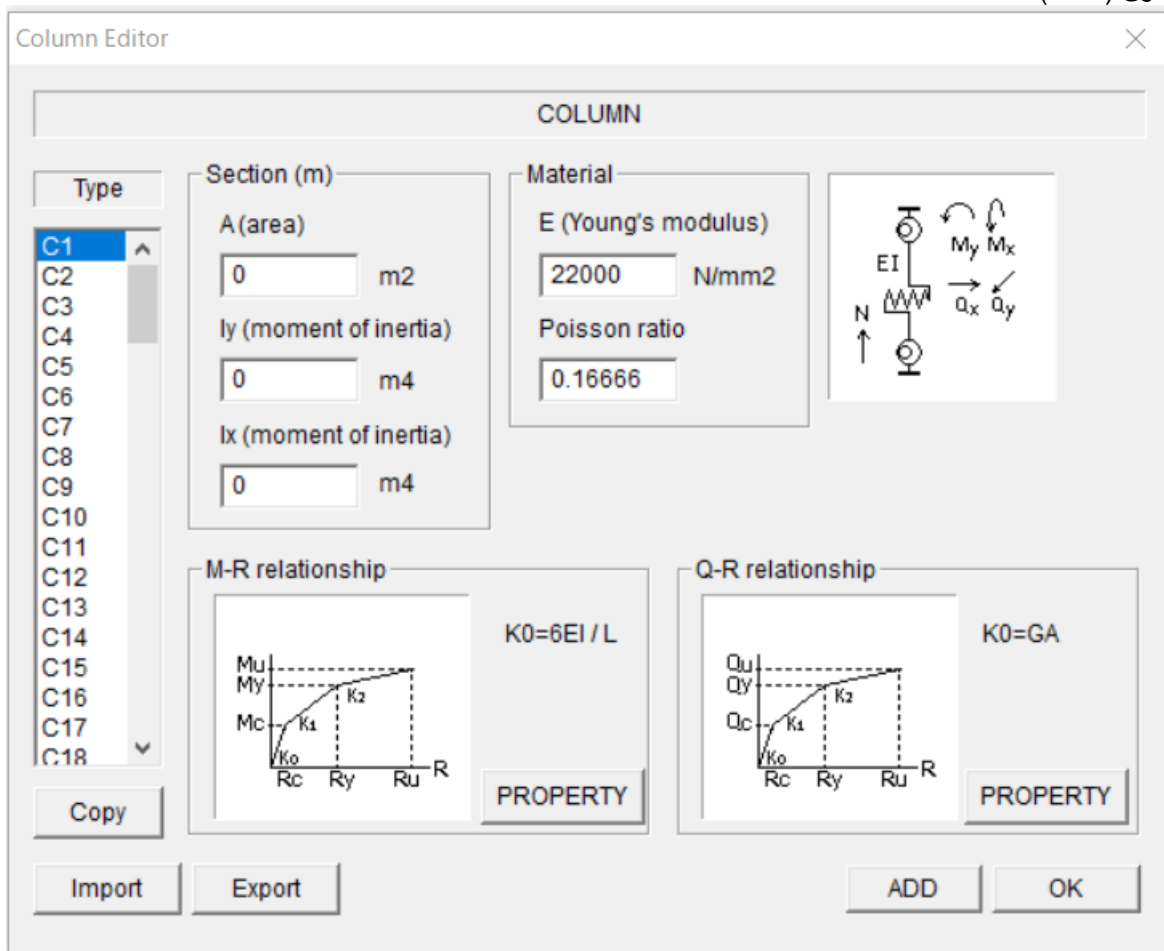 Column Editor
COLUMN
Type
C1
C2
C3
C4
C5
C6
C7
C8
C9
C10
C11
C12
C13
C14
C15
C16
C17
C18
Copy
Import
Export
Section (m)
A (area)
0 m2
Iy (moment of inertia)
0 m4
Ix (moment of inertia)
0 m4
Material
E (Young's modulus)
22000 N/mm2
Poisson ratio
0.16666
My Mx
EI
Qx Qy
N
M-R relationship
K0=6EI / L
Mu
My
K2
Mc
K1
Ko
R
Rc Ry Ru
PROPERTY
Q-R relationship
K0=GA
Qu
Qy
K2
Qc
K1
Ko
R
Rc Ry Ru
PROPERTY
ADD
OK